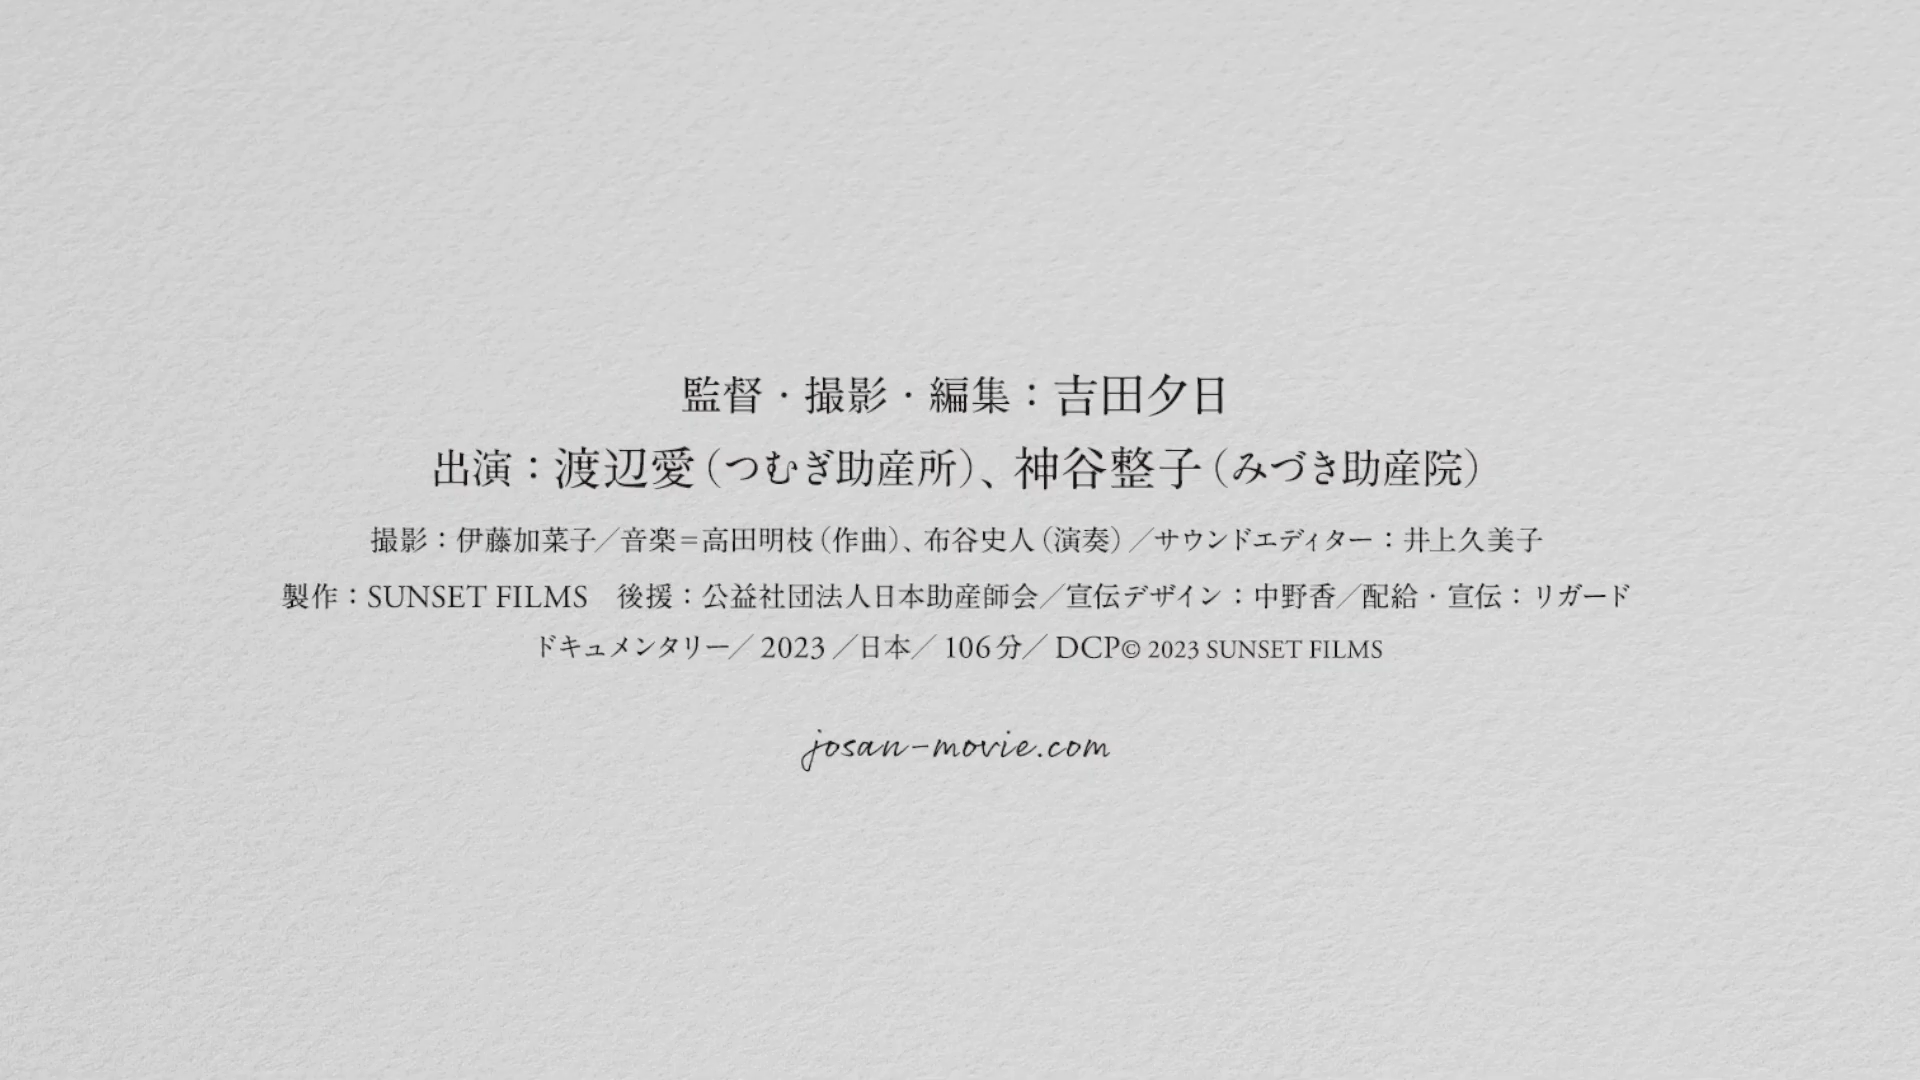 監督・撮影・編集：吉田夕日
出演：渡辺愛（つむぎ助産所）、神谷整子（みづき助産院）
撮影：伊藤加菜子／音楽＝高田明枝（作曲）、布谷史人（演奏）／サウンドエディター：井上久美子
製作：SUNSET FILMS　後援：公益社団法人日本助産師会／宣伝デザイン：中野香／配給・宣伝：リガード
ドキュメンタリー／ 2023 ／日本／ 106分／ DCP© 2023 SUNSET FILMS
josan-movie.com